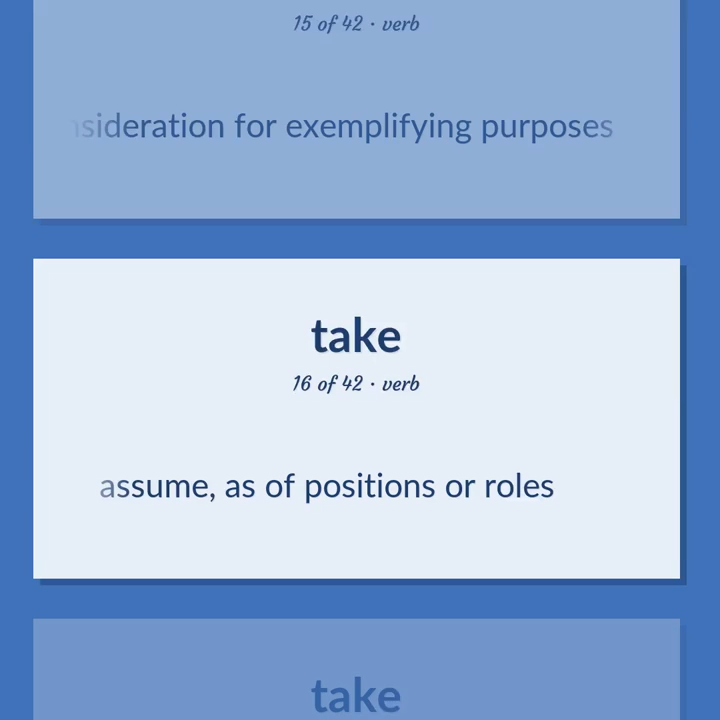 15 of 42 · verb
for exemplifying purposes
take
16 of 42 · verb
assume, as of positions or roles
take